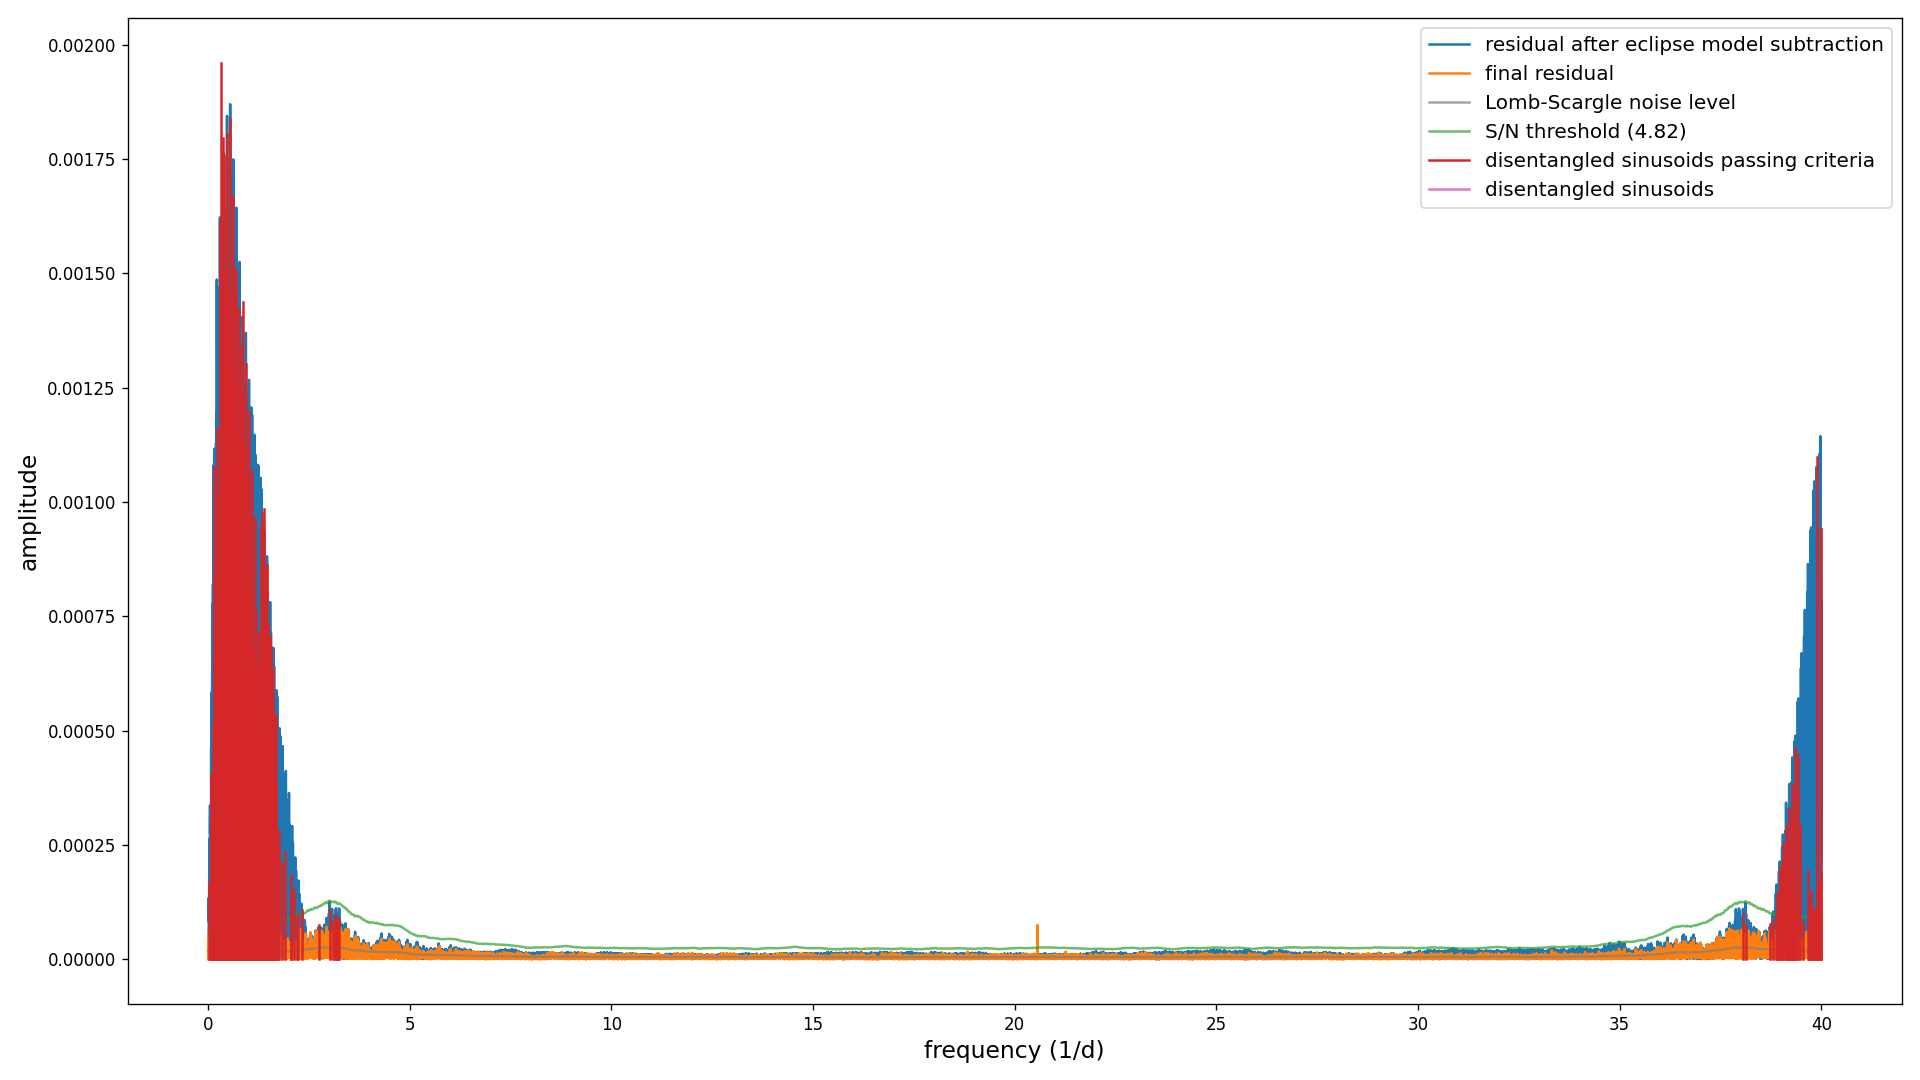 0.00200
0.00175
0.00150
0.00125
0.00100
0.00075
0.00050
0.00025
0.00000
amplitude
residual after eclipse model subtraction
final residual
Lomb-Scargle noise level
S/N threshold (4.82)
disentangled sinusoids passing criteria
disentangled sinusoids
0 5 10 15 20 25 30 35 40
frequency (1/d)